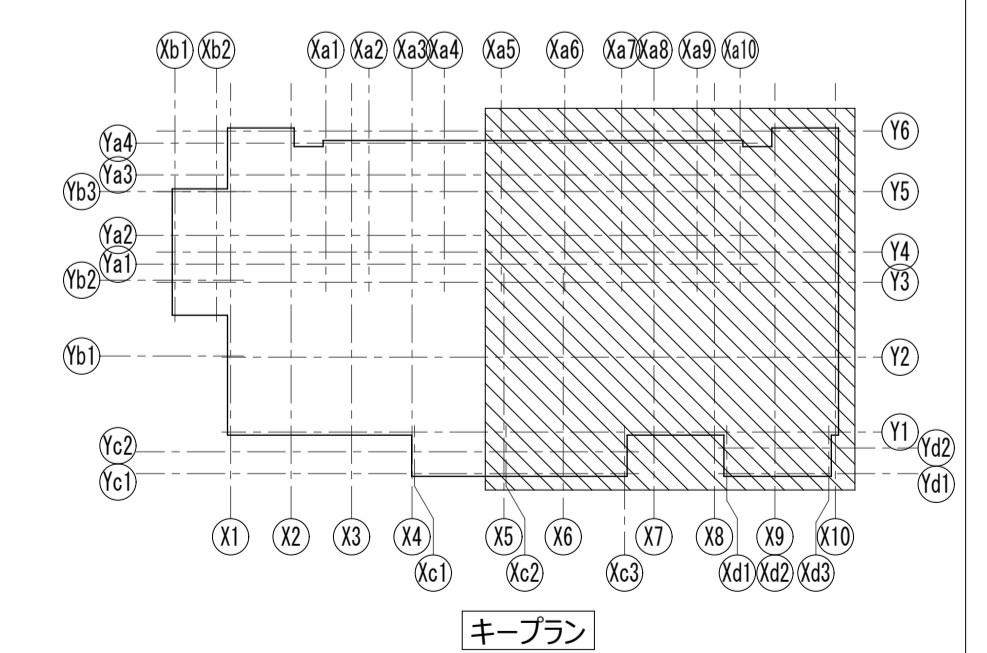 Xb1 Xb2 Xa1 Xa2 Xa3 Xa4 Xa5 Xa6 Xa7 Xa8 Xa9 Xa10
Ya4 Y6
Ya3
Yb3 Y5
Ya2 Y4
Ya1
Yb2 Y3
Yb1 Y2
Y1
Yc2 Yd2
Yc1 Yd1
X1 X2 X3 X4 X5 X6 X7 X8 X9 X10
Xc1 Xc2 Xc3 Xd1 Xd2 Xd3
キープラン